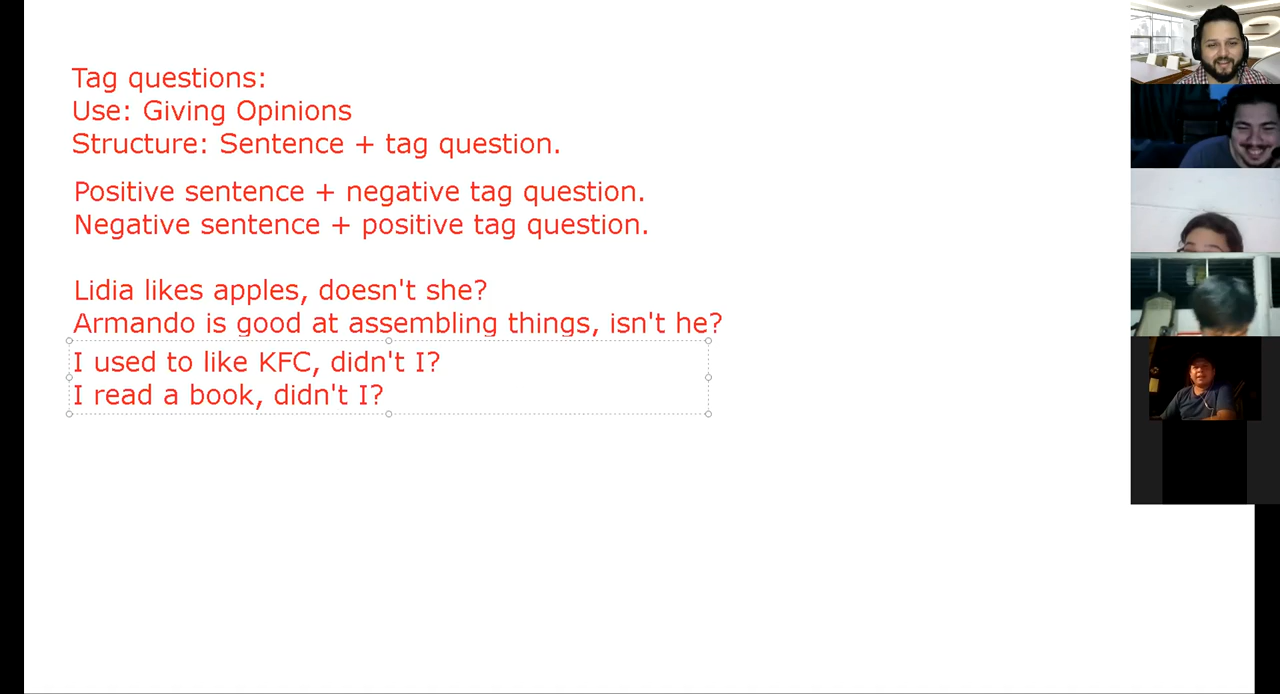 Tag questions:
Use: Giving Opinions
Structure: Sentence + tag question.
Positive sentence + negative tag question.
Negative sentence + positive tag question.
Lidia likes apples, doesn't she?
Armando is good at assembling things, isn't he?
I used to like KFC, didn't I?
I read a book, didn't I?